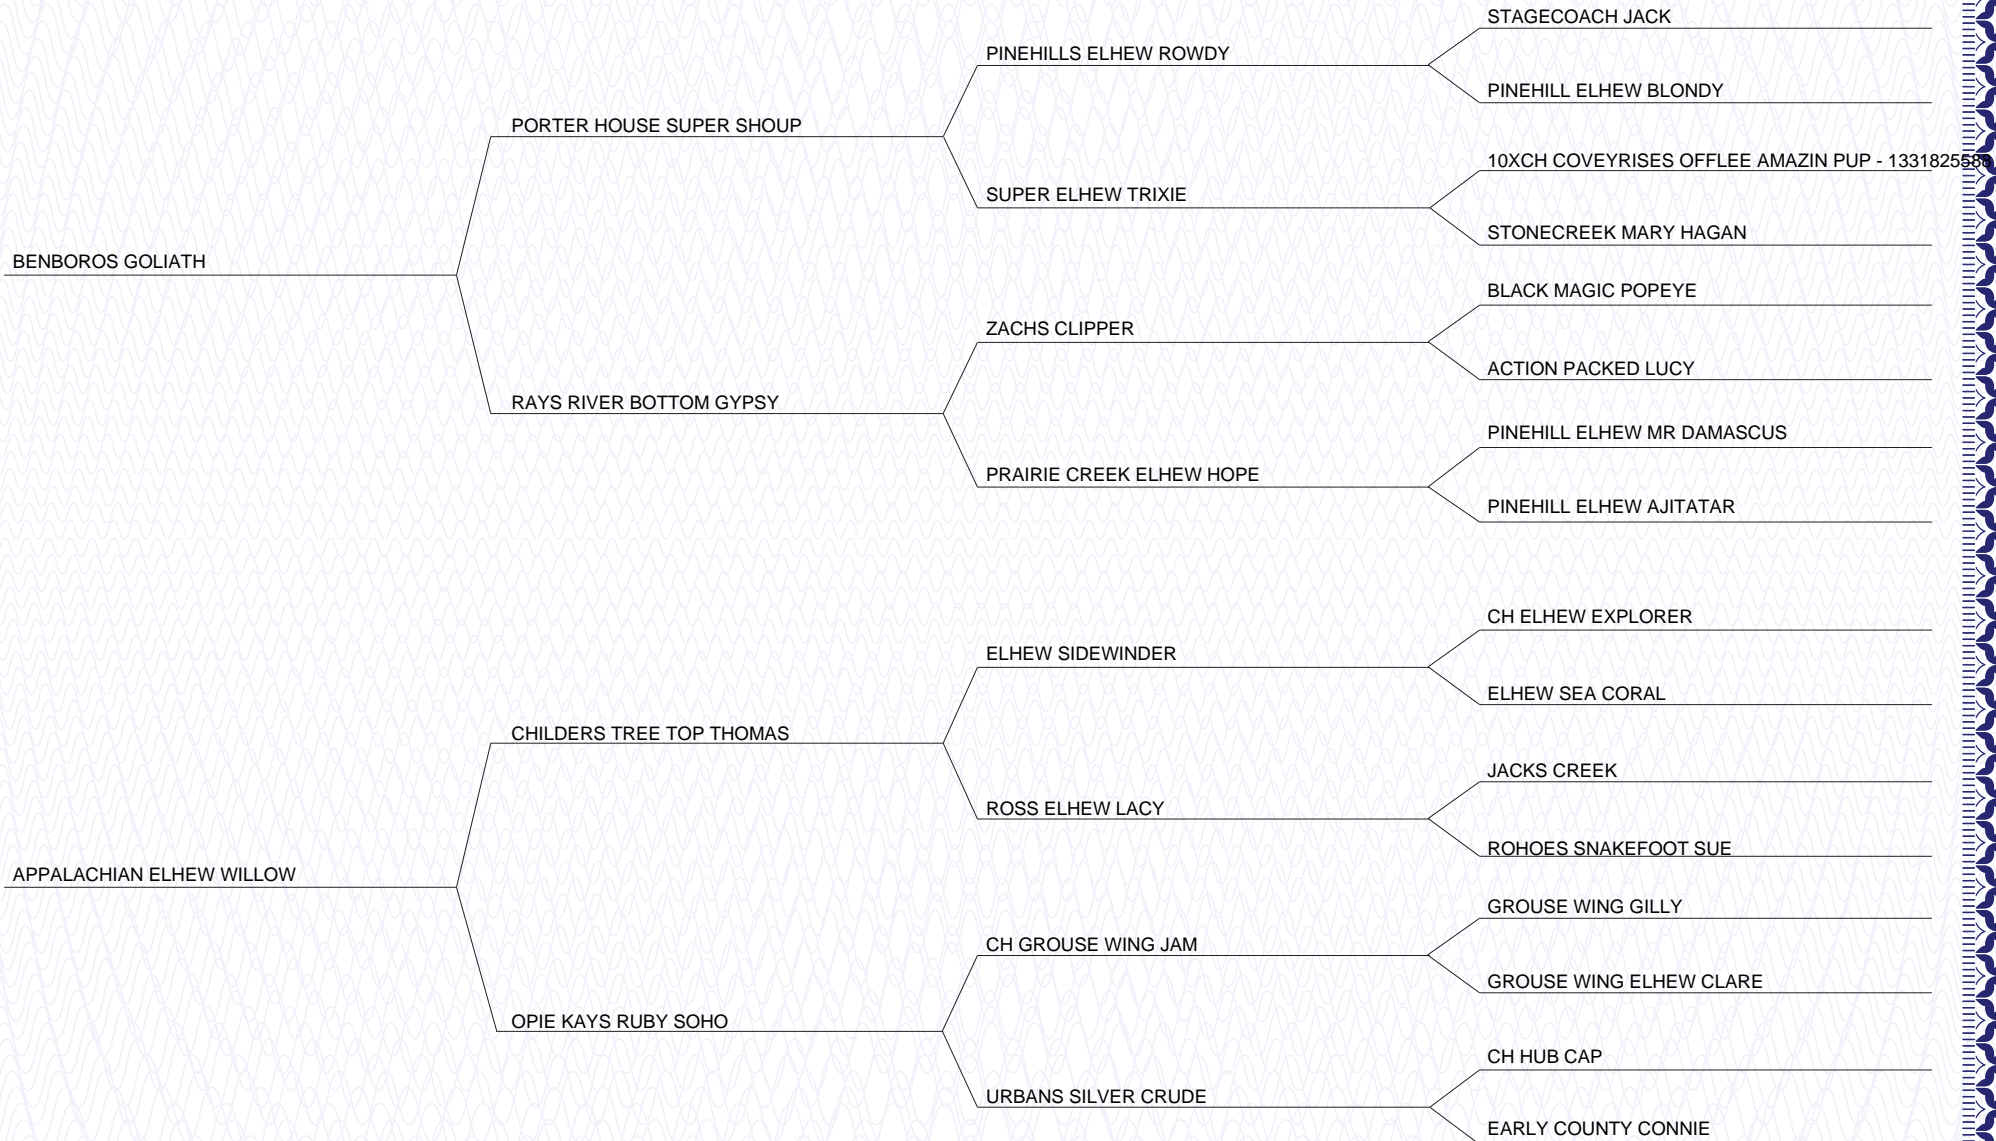 STAGECOACH JACK
PINEHILLS ELHEW ROWDY
PINEHILL ELHEW BLONDY
PORTER HOUSE SUPER SHOUP
10XCH COVEYRISES OFFLEE AMAZIN PUP - 1331825588
SUPER ELHEW TRIXIE
STONECREEK MARY HAGAN
BENBOROS GOLIATH
BLACK MAGIC POPEYE
ZACHS CLIPPER
ACTION PACKED LUCY
RAYS RIVER BOTTOM GYPSY
PINEHILL ELHEW MR DAMASCUS
PRAIRIE CREEK ELHEW HOPE
PINEHILL ELHEW AJITATAR
CH ELHEW EXPLORER
ELHEW SIDEWINDER
ELHEW SEA CORAL
CHILDERS TREE TOP THOMAS
JACKS CREEK
ROSS ELHEW LACY
ROHOES SNAKEFOOT SUE
APPALACHIAN ELHEW WILLOW
GROUSE WING GILLY
CH GROUSE WING JAM
GROUSE WING ELHEW CLARE
OPIE KAYS RUBY SOHO
CH HUB CAP
URBANS SILVER CRUDE
EARLY COUNTY CONNIE